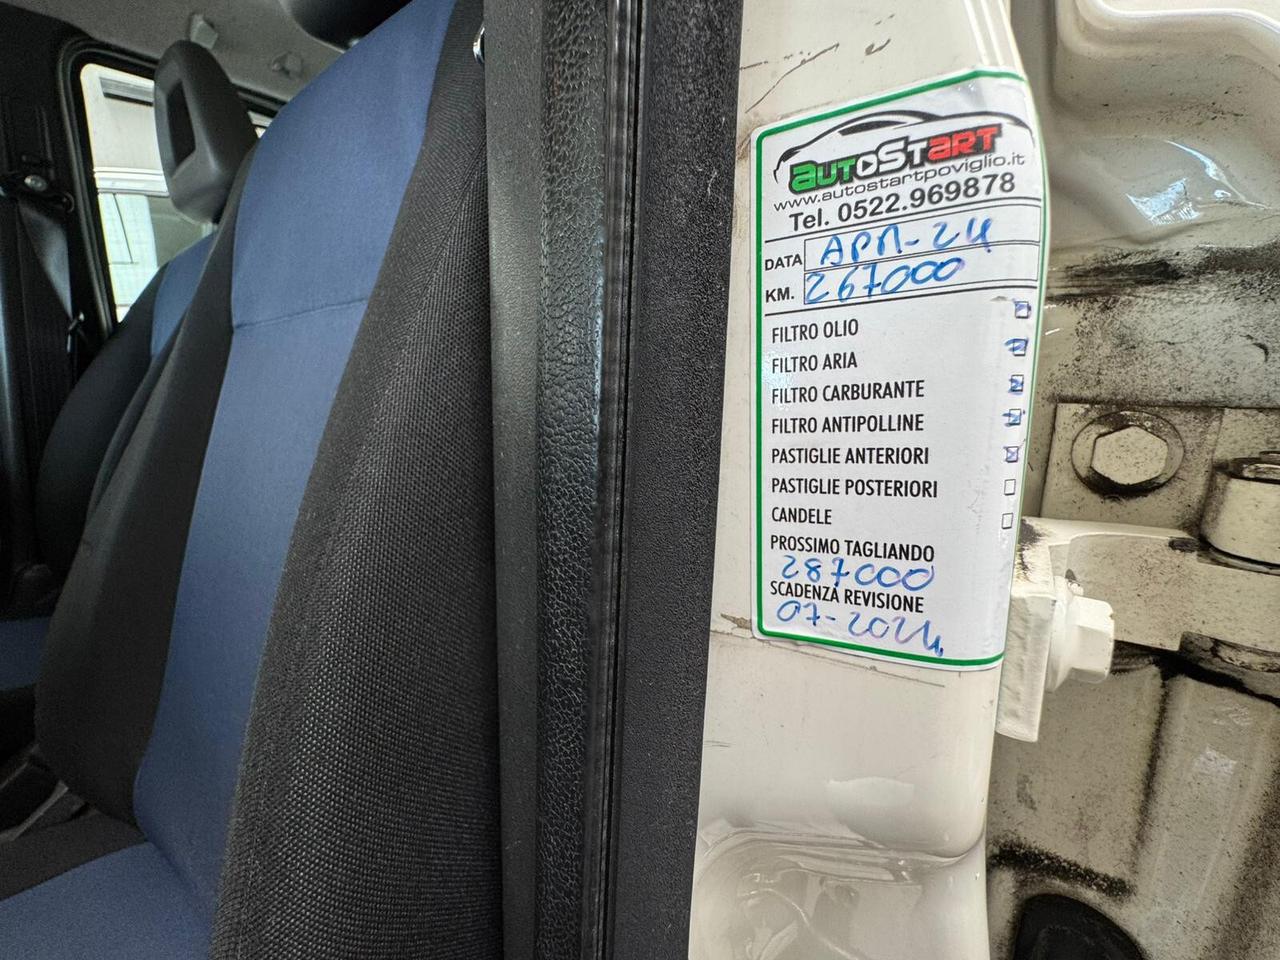 AUTOSTART
www.autostartpoviglio.it
Tel. 0522.969878
DATA APR-24
KM. 267000
FILTRO OLIO
FILTRO ARIA
FILTRO CARBURANTE
FILTRO ANTIPOLLINE
PASTIGLIE ANTERIORI
PASTIGLIE POSTERIORI
CANDELE
PROSSIMO TAGLIANDO
287000
SCADENZA REVISIONE
07-2024